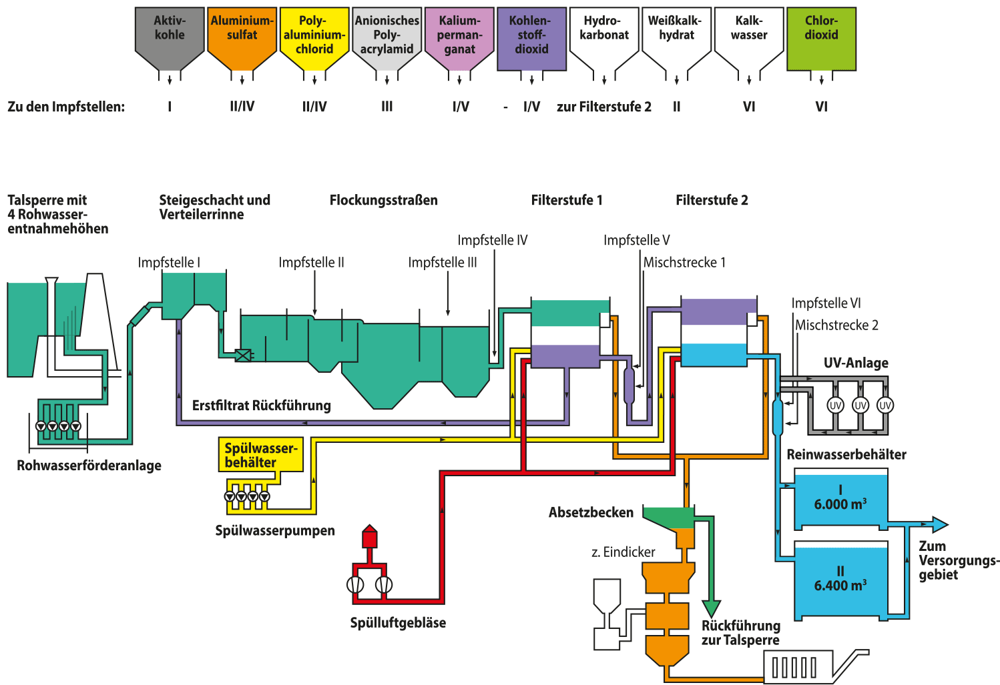 Aktiv-
kohle
Aluminium-
sulfat
Poly-
aluminium-
chlorid
Anionisches
Poly-
acrylamid
Kalium-
perman-
ganat
Kohlen-
stoff-
dioxid
Hydro-
karbonat
Weißkalk-
hydrat
Kalk-
wasser
Chlor-
dioxid
Zu den Impfstellen: I II/IV II/IV III I/V - I/V zur Filterstufe 2 II VI VI
Talsperre mit
4 Rohwasser-
entnahmehöhen
Steigeschacht und
Verteilerrinne
Flockungsstraßen
Filterstufe 1
Filterstufe 2
Impfstelle I
Impfstelle II
Impfstelle III
Impfstelle IV
Impfstelle V
Mischstrecke 1
Impfstelle VI
Mischstrecke 2
UV-Anlage
UV UV UV
Erstfiltrat Rückführung
Rohwasserförderanlage
Spülwasser-
behälter
Spülwasserpumpen
Reinwasserbehälter
I
6.000 m³
II
6.400 m³
Zum
Versorgungs-
gebiet
Absetzbecken
z. Eindicker
Spülluftgebläse
Rückführung
zur Talsperre